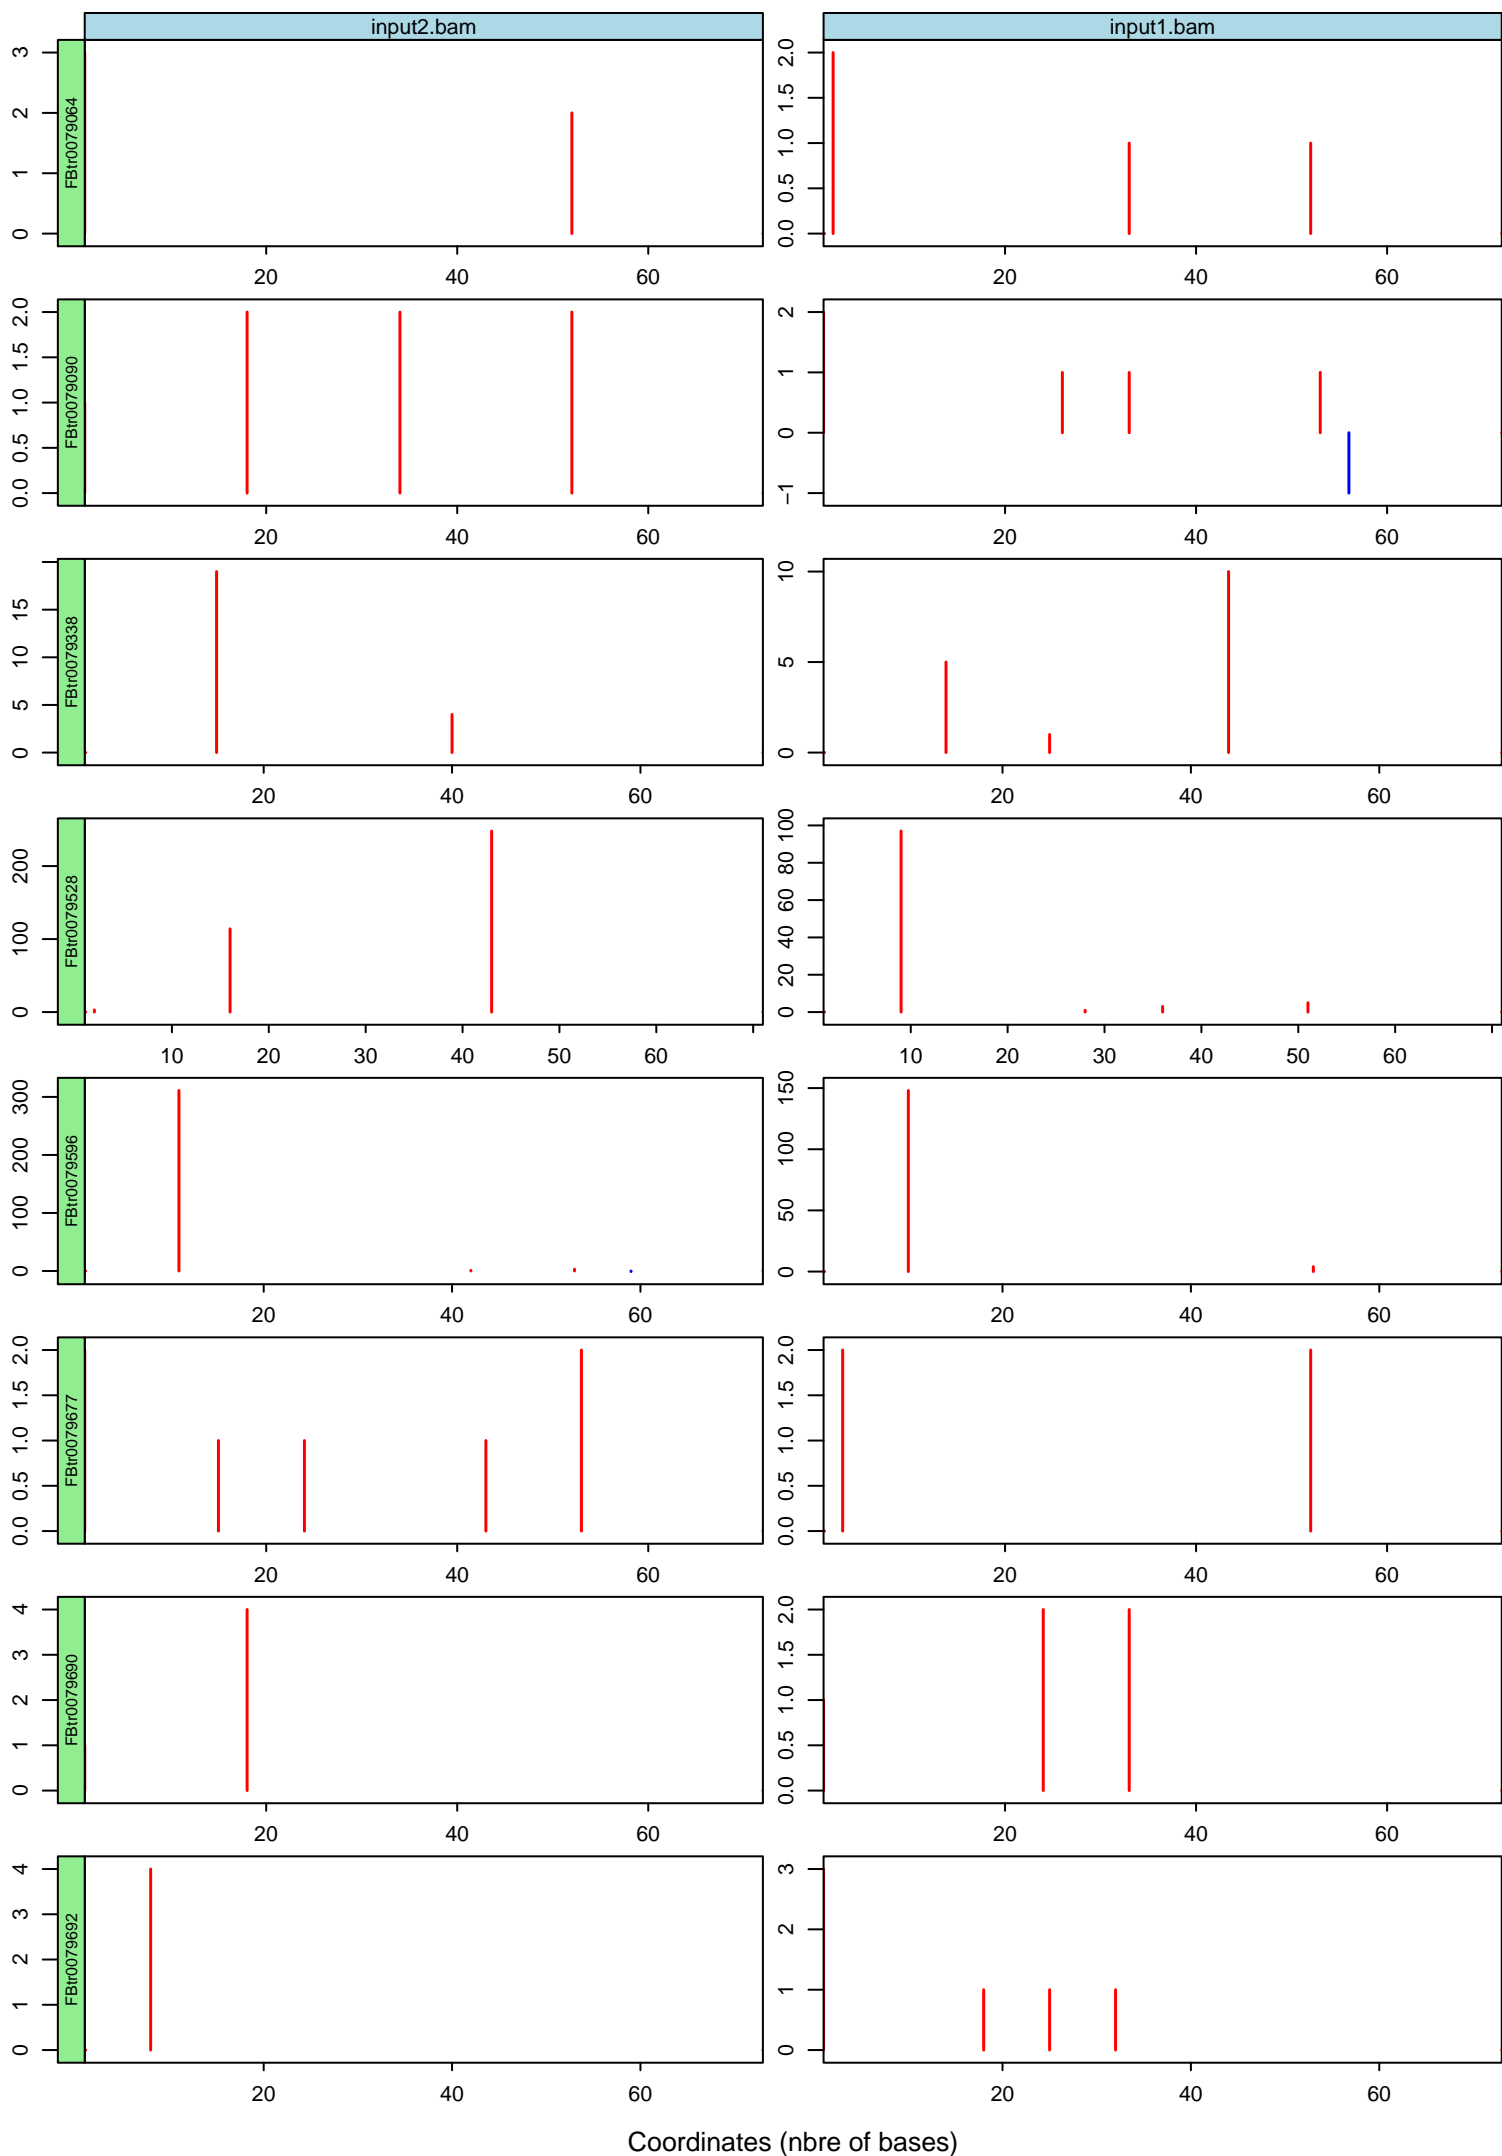 input2.bam input1.bam
FBtr0079064
0 1 2 3
20 40 60
0.0 0.5 1.0 1.5 2.0
20 40 60
FBtr0079090
0.0 0.5 1.0 1.5 2.0
20 40 60
−1 0 1 2
20 40 60
FBtr0079338
0 5 10 15
20 40 60
0 5 10
20 40 60
FBtr0079528
0 100 200
10 20 30 40 50 60
0 20 40 60 80 100
10 20 30 40 50 60
FBtr0079596
0 100 200 300
20 40 60
0 50 100 150
20 40 60
FBtr0079677
0.0 0.5 1.0 1.5 2.0
20 40 60
0.0 0.5 1.0 1.5 2.0
20 40 60
FBtr0079690
0 1 2 3 4
20 40 60
0.0 0.5 1.0 1.5 2.0
20 40 60
FBtr0079692
0 1 2 3 4
20 40 60
0 1 2 3
20 40 60
Coordinates (nbre of bases)